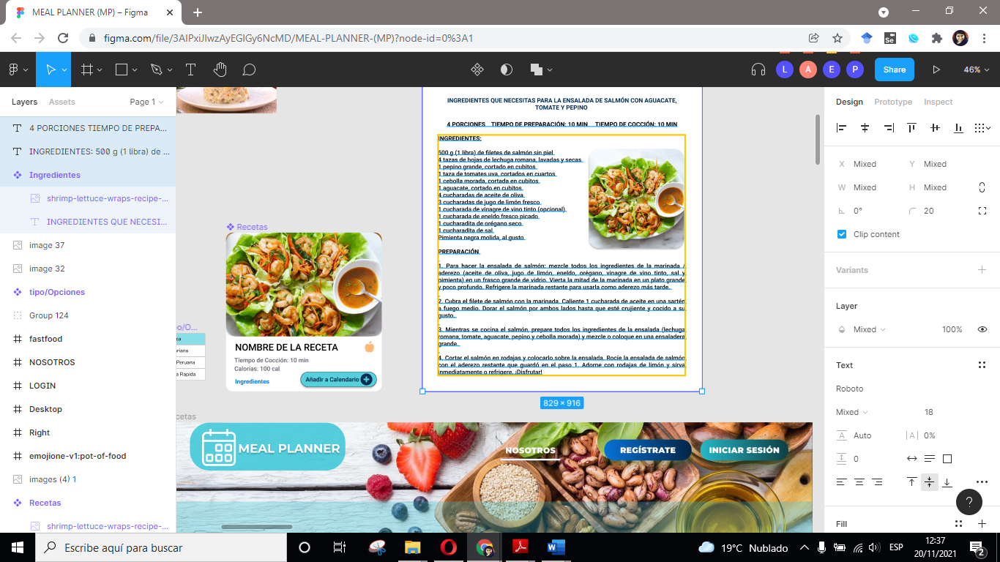 MEAL PLANNER (MP) – Figma
figma.com/file/3AIPxiJIwzAyEGlGy6NcMD/MEAL-PLANNER-(MP)?node-id=0%3A1
Se
L
A
E
P
Share
46%
Layers
Assets
Page 1
4 PORCIONES TIEMPO DE PREPA...
INGREDIENTES: 500 g (1 libra) de ...
Ingredientes
shrimp-lettuce-wraps-recipe-...
INGREDIENTES QUE NECESI...
image 37
image 32
tipo/Opciones
Group 124
fastfood
NOSOTROS
LOGIN
Desktop
Right
emojione-v1:pot-of-food
images (4) 1
Recetas
shrimp-lettuce-wraps-recipe-...
po/O...
ca
ariana
Peruana
a Rapida
cetas
Recetas
NOMBRE DE LA RECETA
Tiempo de Cocción: 10 min
Calorías: 100 cal
Ingredientes
Añadir a Calendario
INGREDIENTES QUE NECESITAS PARA LA ENSALADA DE SALMÓN CON AGUACATE,
TOMATE Y PEPINO
4 PORCIONES TIEMPO DE PREPARACIÓN: 10 MIN TIEMPO DE COCCIÓN: 10 MIN
INGREDIENTES:
500 g (1 libra) de filetes de salmón sin piel
4 tazas de hojas de lechuga romana, lavadas y secas
1 pepino grande, cortado en cubitos
1 taza de tomates uva, cortados en cuartos
1 cebolla morada, cortada en cubitos
1 aguacate, cortado en cubitos
4 cucharadas de aceite de oliva
3 cucharadas de jugo de limón fresco
1 cucharada de vinagre de vino tinto (opcional)
1 cucharada de eneldo fresco picado
1 cucharadita de orégano seco
1 cucharadita de sal
Pimienta negra molida, al gusto
PREPARACIÓN
1. Para hacer la ensalada de salmón: mezcle todos los ingredientes de la marinada /
aderezo (aceite de oliva, jugo de limón, eneldo, orégano, vinagre de vino tinto, sal y
pimienta) en un frasco grande de vidrio. Vierta la mitad de la marinada en un plato grande
y poco profundo. Refrigere la marinada restante para usarla como aderezo más tarde.
2. Cubra el filete de salmón con la marinada. Caliente 1 cucharada de aceite en una sartén
a fuego medio. Dorar el salmón por ambos lados hasta que esté crujiente y cocido a su
gusto.
3. Mientras se cocina el salmón, prepare todos los ingredientes de la ensalada (lechuga
romana, tomate, aguacate, pepino y cebolla morada) y mezcle o coloque en una ensaladera
grande.
4. Cortar el salmón en rodajas y colocarlo sobre la ensalada. Rocíe la ensalada de salmón
con el aderezo restante que guardó en el paso 1. Adorne con rodajas de limón y sirva
inmediatamente o refrigere. ¡Disfrutar!
829 × 916
MEAL PLANNER
NOSOTROS
REGÍSTRATE
INICIAR SESIÓN
Design
Prototype
Inspect
X Mixed
Y Mixed
W Mixed
H Mixed
0°
20
Clip content
Variants
Layer
Mixed
100%
Text
Roboto
Mixed
18
Auto
|A| 0%
0
Fill
?
Escribe aquí para buscar
19°C Nublado
ESP
12:37
20/11/2021
2